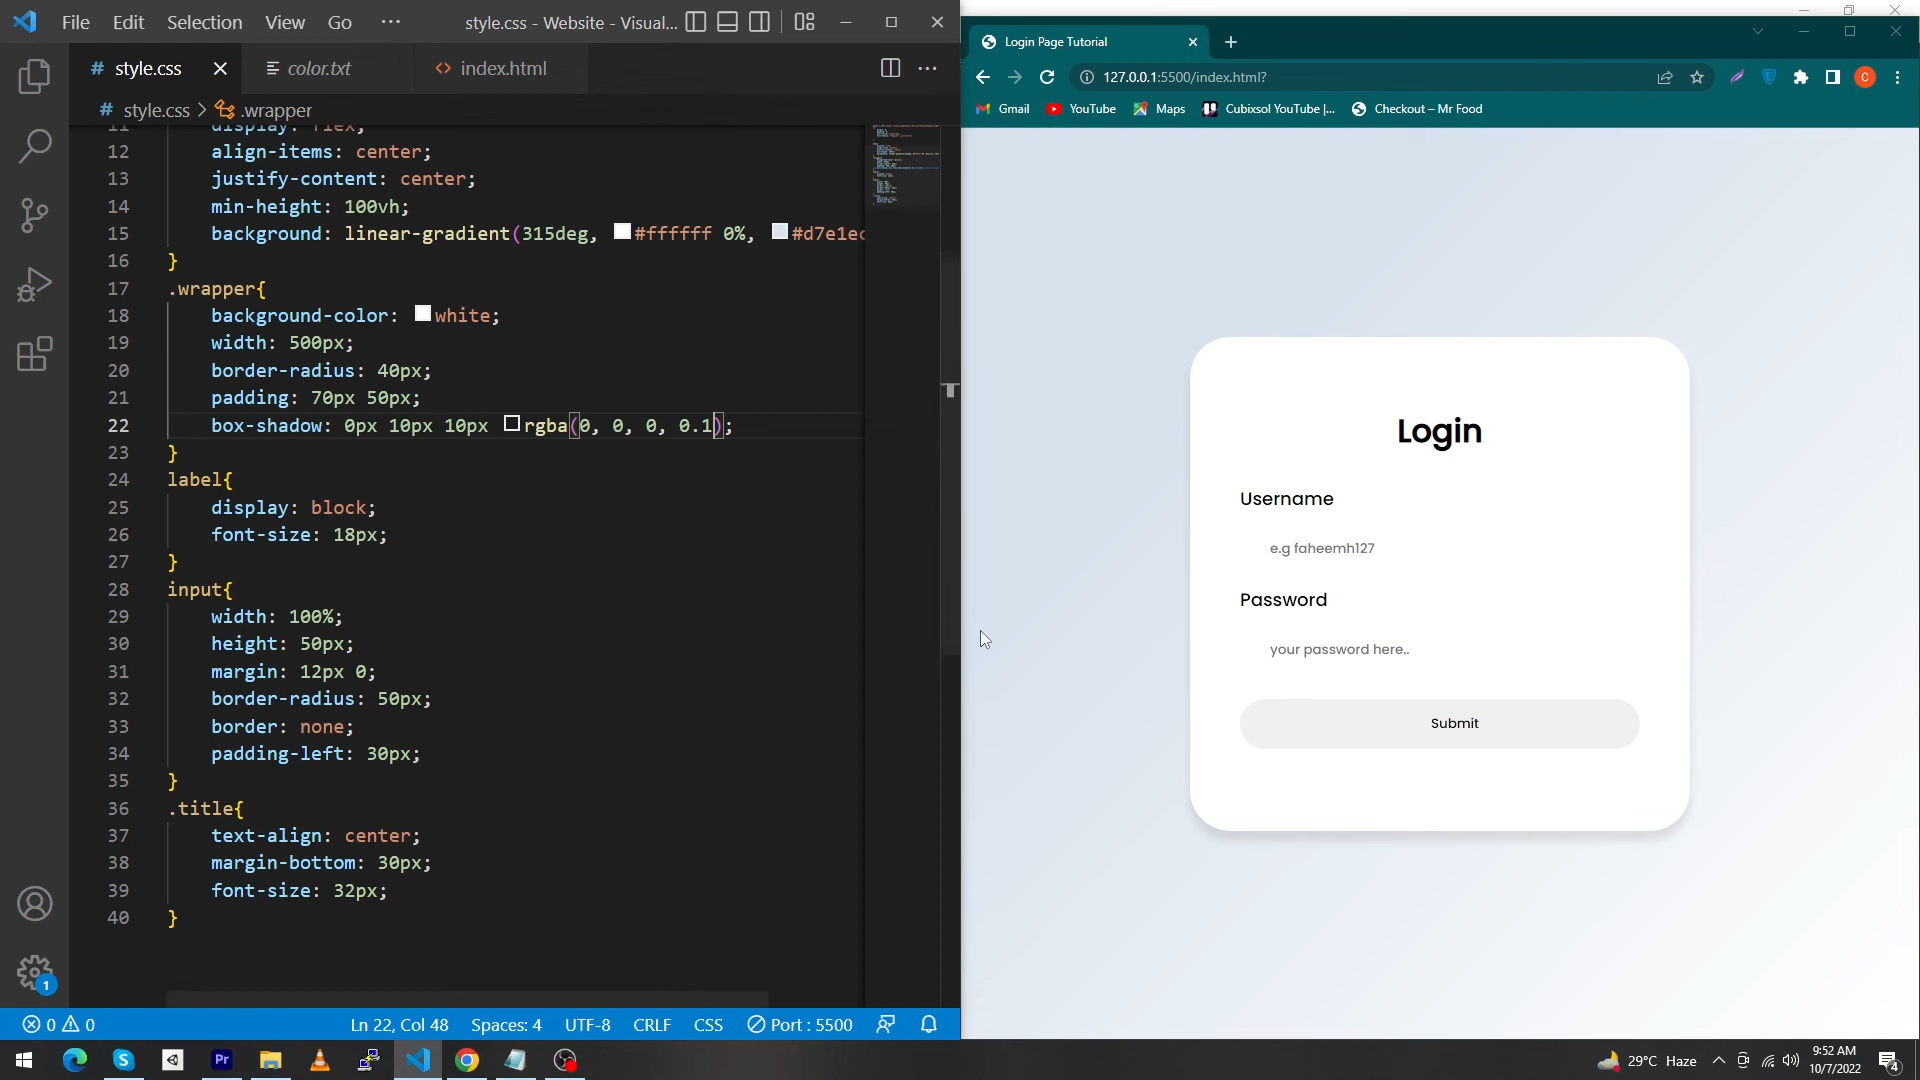 File Edit Selection View Go ···
style.css - Website - Visual...
# style.css
color.txt
<> index.html
# style.css > .wrapper
11 display: flex;
12 align-items: center;
13 justify-content: center;
14 min-height: 100vh;
15 background: linear-gradient(315deg, #ffffff 0%, #d7e1ec
16 }
17 .wrapper{
18 background-color: white;
19 width: 500px;
20 border-radius: 40px;
21 padding: 70px 50px;
22 box-shadow: 0px 10px 10px rgba(0, 0, 0, 0.1);
23 }
24 label{
25 display: block;
26 font-size: 18px;
27 }
28 input{
29 width: 100%;
30 height: 50px;
31 margin: 12px 0;
32 border-radius: 50px;
33 border: none;
34 padding-left: 30px;
35 }
36 .title{
37 text-align: center;
38 margin-bottom: 30px;
39 font-size: 32px;
40 }
1
0 0
Ln 22, Col 48
Spaces: 4
UTF-8
CRLF
CSS
Port : 5500
Login Page Tutorial
127.0.0.1:5500/index.html?
C
Gmail
YouTube
Maps
Cubixsol YouTube |...
Checkout – Mr Food
Login
Username
e.g faheemh127
Password
your password here..
Submit
Pr
29°C Haze
9:52 AM
10/7/2022
4